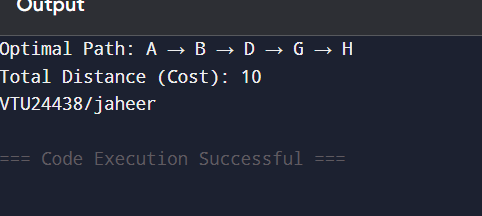 Output
Optimal Path: A → B → D → G → H
Total Distance (Cost): 10
VTU24438/jaheer
=== Code Execution Successful ===